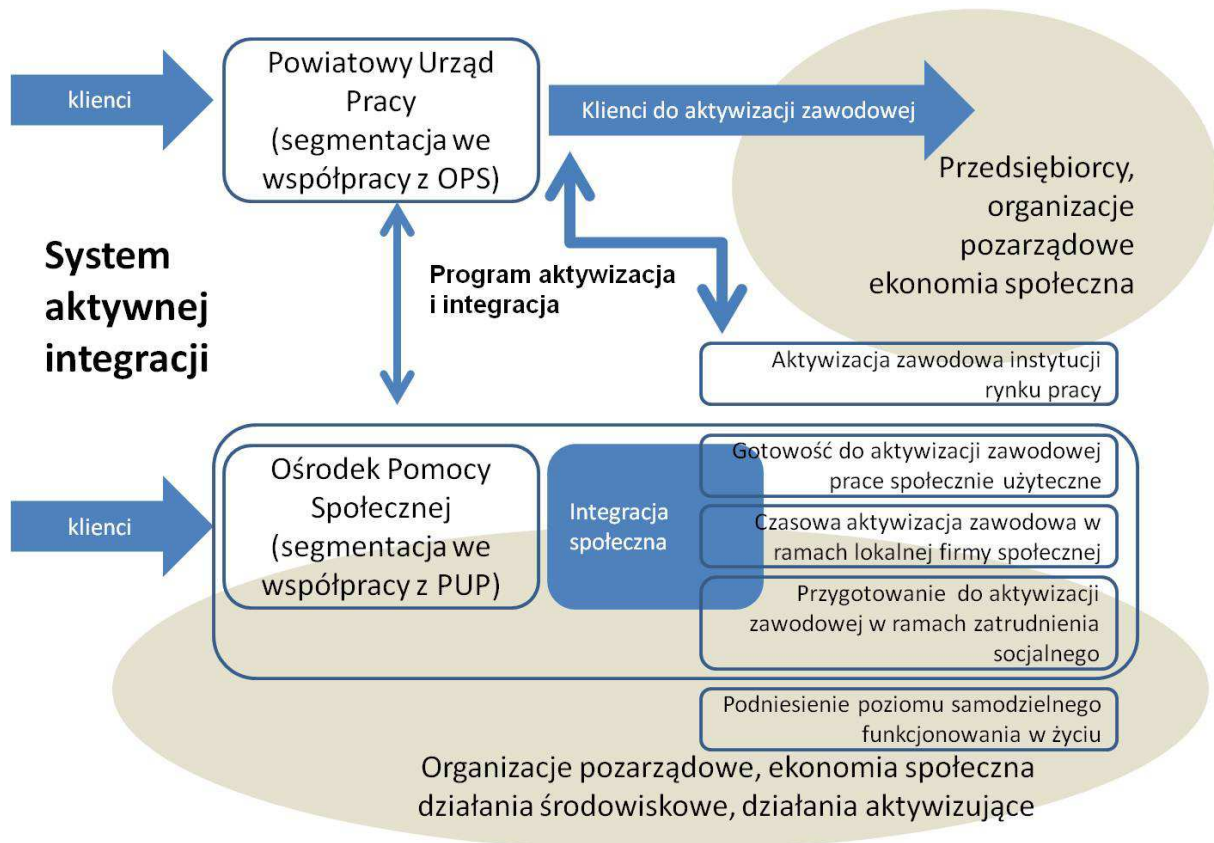 klienci
Powiatowy Urząd
Pracy
(segmentacja we
współpracy z OPS)
Klienci do aktywizacji zawodowej
Przedsiębiorcy,
organizacje
pozarządowe
ekonomia społeczna
System
aktywnej
integracji
Program aktywizacja
i integracja
Aktywizacja zawodowa instytucji
rynku pracy
klienci
Ośrodek Pomocy
Społecznej
(segmentacja we
współpracy z PUP)
Integracja
społeczna
Gotowość do aktywizacji zawodowej
prace społecznie użyteczne
Czasowa aktywizacja zawodowa w
ramach lokalnej firmy społecznej
Przygotowanie do aktywizacji
zawodowej w ramach zatrudnienia
socjalnego
Podniesienie poziomu samodzielnego
funkcjonowania w życiu
Organizacje pozarządowe, ekonomia społeczna
działania środowiskowe, działania aktywizujące